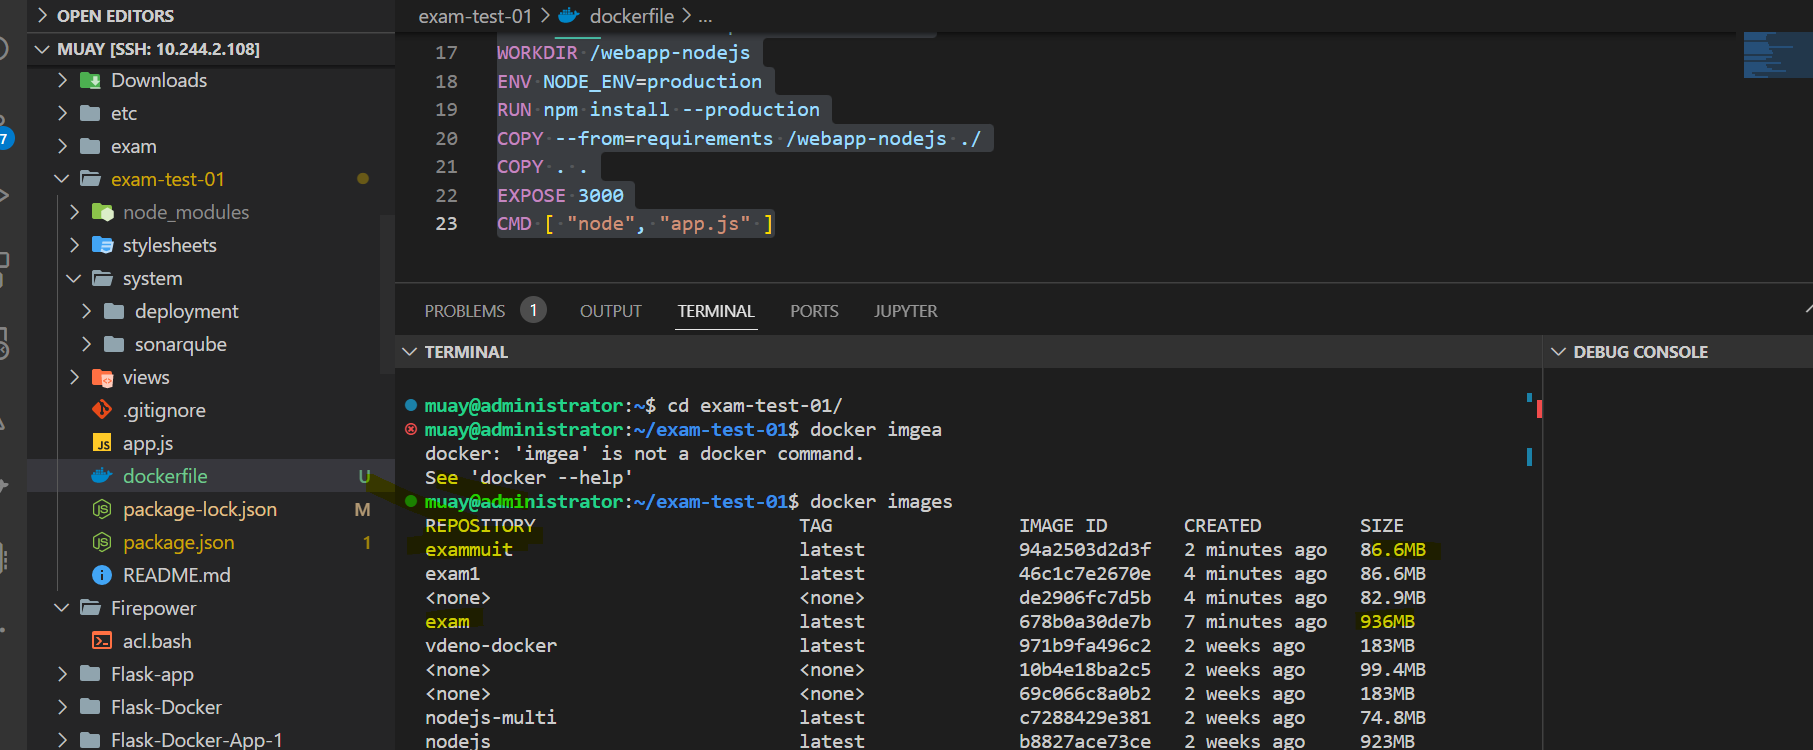 OPEN EDITORS
MUAY [SSH: 10.244.2.108]
Downloads
etc
exam
exam-test-01
node_modules
stylesheets
system
deployment
sonarqube
views
.gitignore
JS app.js
dockerfile U
package-lock.json M
package.json 1
README.md
Firepower
acl.bash
Flask-app
Flask-Docker
Flask-Docker-App-1
7
exam-test-01 > dockerfile > ...
17 WORKDIR /webapp-nodejs
18 ENV NODE_ENV=production
19 RUN npm install --production
20 COPY --from=requirements /webapp-nodejs ./
21 COPY . .
22 EXPOSE 3000
23 CMD [ "node", "app.js" ]
PROBLEMS 1 OUTPUT TERMINAL PORTS JUPYTER
TERMINAL
DEBUG CONSOLE
muay@administrator:~$ cd exam-test-01/
muay@administrator:~/exam-test-01$ docker imgea
docker: 'imgea' is not a docker command.
See 'docker --help'
muay@administrator:~/exam-test-01$ docker images
REPOSITORY TAG IMAGE ID CREATED SIZE
exammuit latest 94a2503d2d3f 2 minutes ago 86.6MB
exam1 latest 46c1c7e2670e 4 minutes ago 86.6MB
<none> <none> de2906fc7d5b 4 minutes ago 82.9MB
exam latest 678b0a30de7b 7 minutes ago 936MB
vdeno-docker latest 971b9fa496c2 2 weeks ago 183MB
<none> <none> 10b4e18ba2c5 2 weeks ago 99.4MB
<none> <none> 69c066c8a0b2 2 weeks ago 183MB
nodejs-multi latest c7288429e381 2 weeks ago 74.8MB
nodejs latest b8827ace73ce 2 weeks ago 923MB